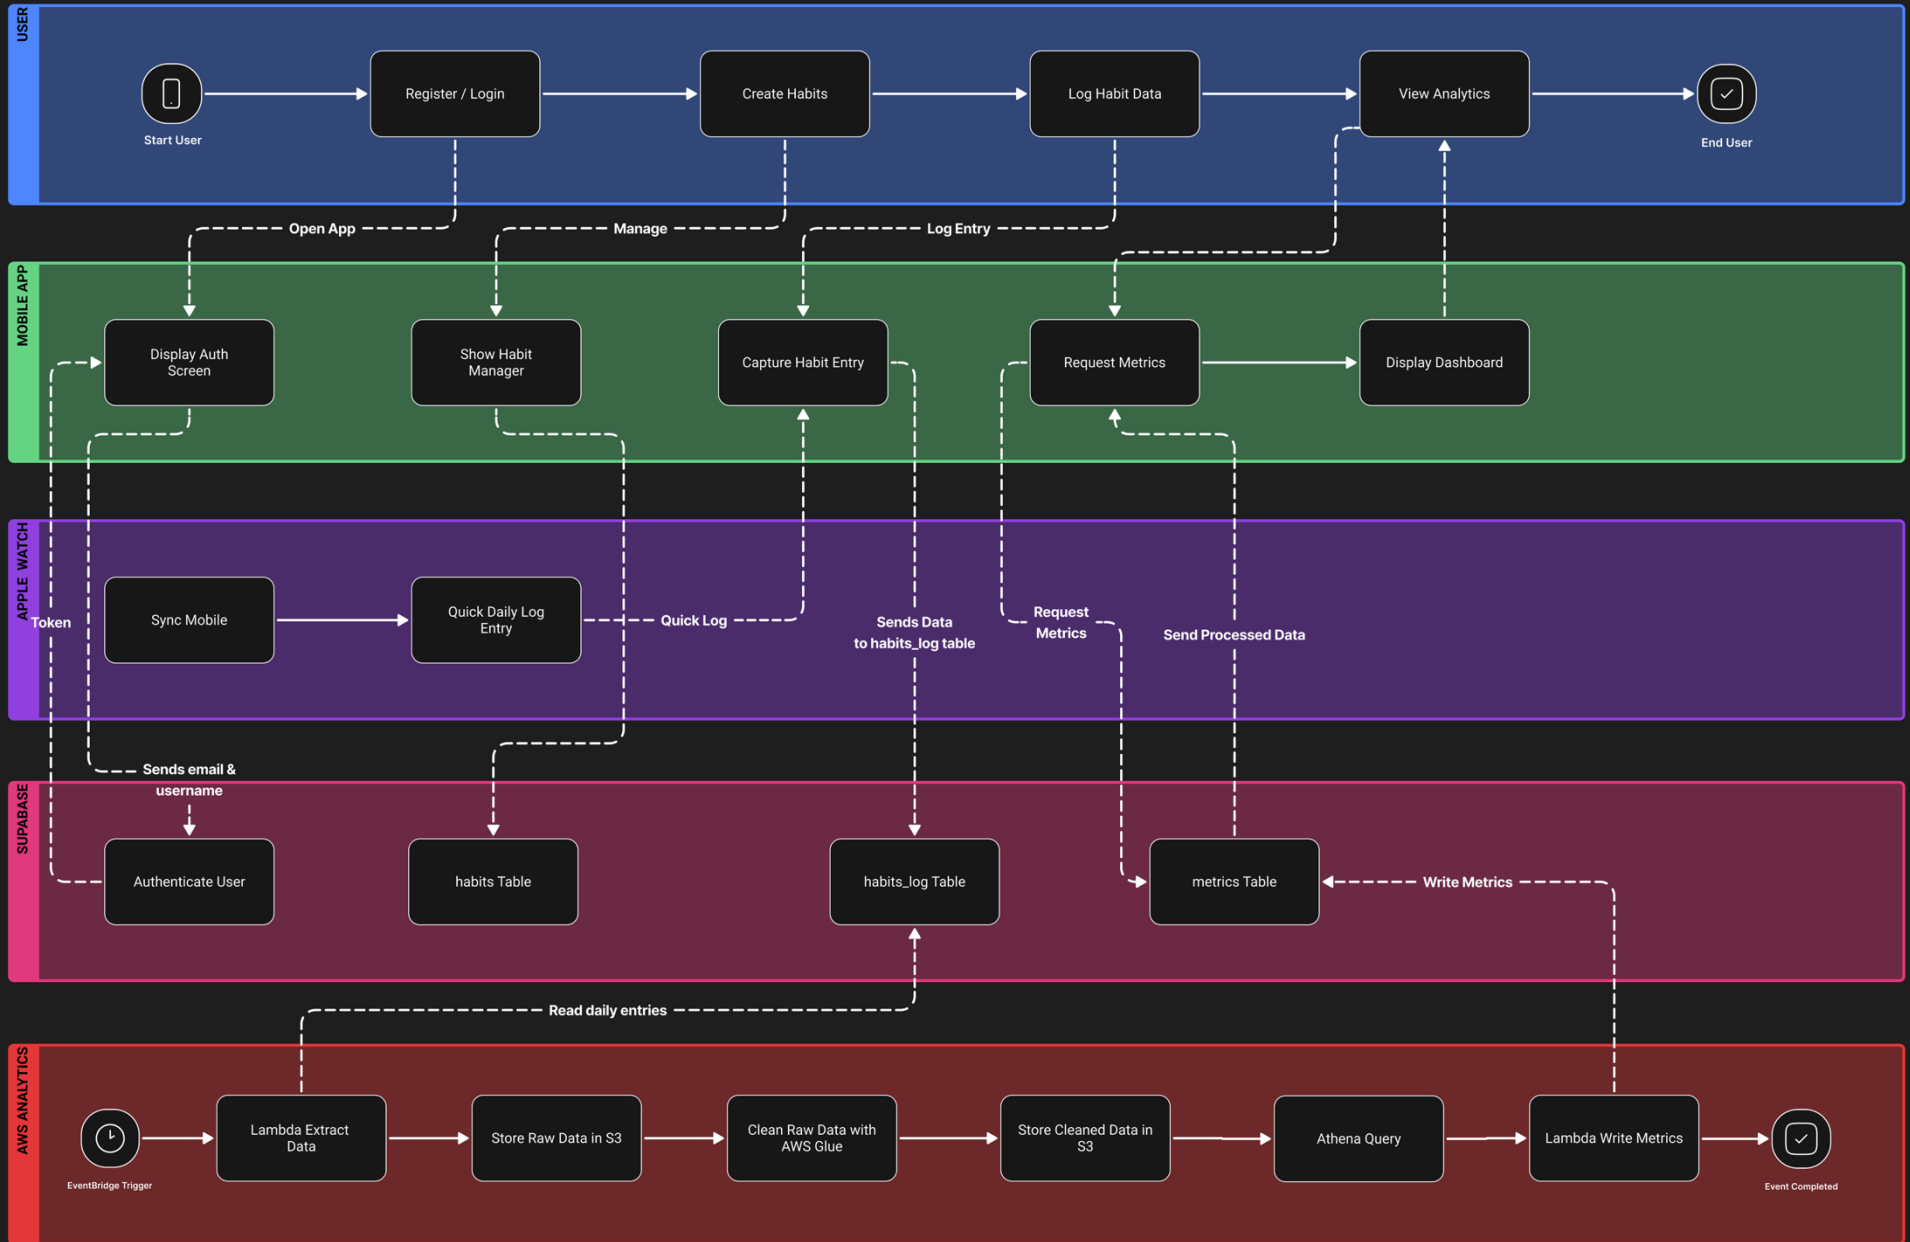 USER
Start User
Register / Login
Create Habits
Log Habit Data
View Analytics
End User
Open App
Manage
Log Entry
MOBILE APP
Display Auth
Screen
Show Habit
Manager
Capture Habit Entry
Request Metrics
Display Dashboard
APPLE WATCH
Token
Sync Mobile
Quick Daily Log
Entry
Quick Log
Sends Data
to habits_log table
Request
Metrics
Send Processed Data
Sends email &
username
SUPABASE
Authenticate User
habits Table
habits_log Table
metrics Table
Write Metrics
Read daily entries
AWS ANALYTICS
EventBridge Trigger
Lambda Extract
Data
Store Raw Data in S3
Clean Raw Data with
AWS Glue
Store Cleaned Data in
S3
Athena Query
Lambda Write Metrics
Event Completed